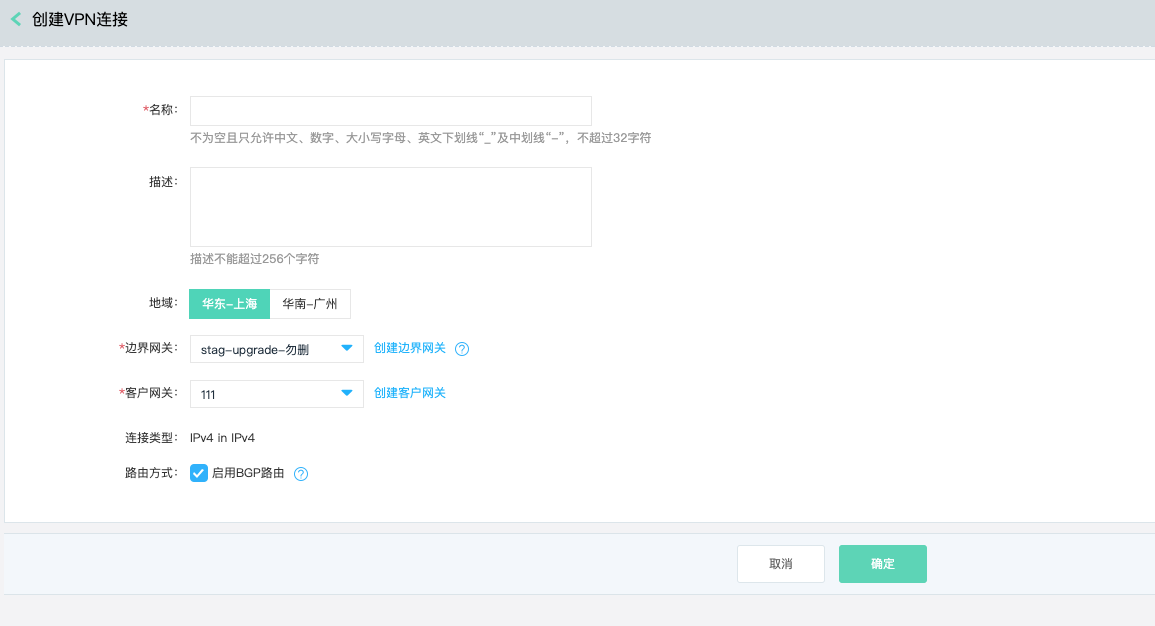 创建VPN连接
*名称:
不为空且只允许中文、数字、大小写字母、英文下划线“_”及中划线“-”，不超过32字符
描述:
描述不能超过256个字符
地域: 华东-上海 华南-广州
*边界网关: stag-upgrade-勿删 创建边界网关 ?
*客户网关: 111 创建客户网关
连接类型: IPv4 in IPv4
路由方式: 启用BGP路由 ?
取消 确定